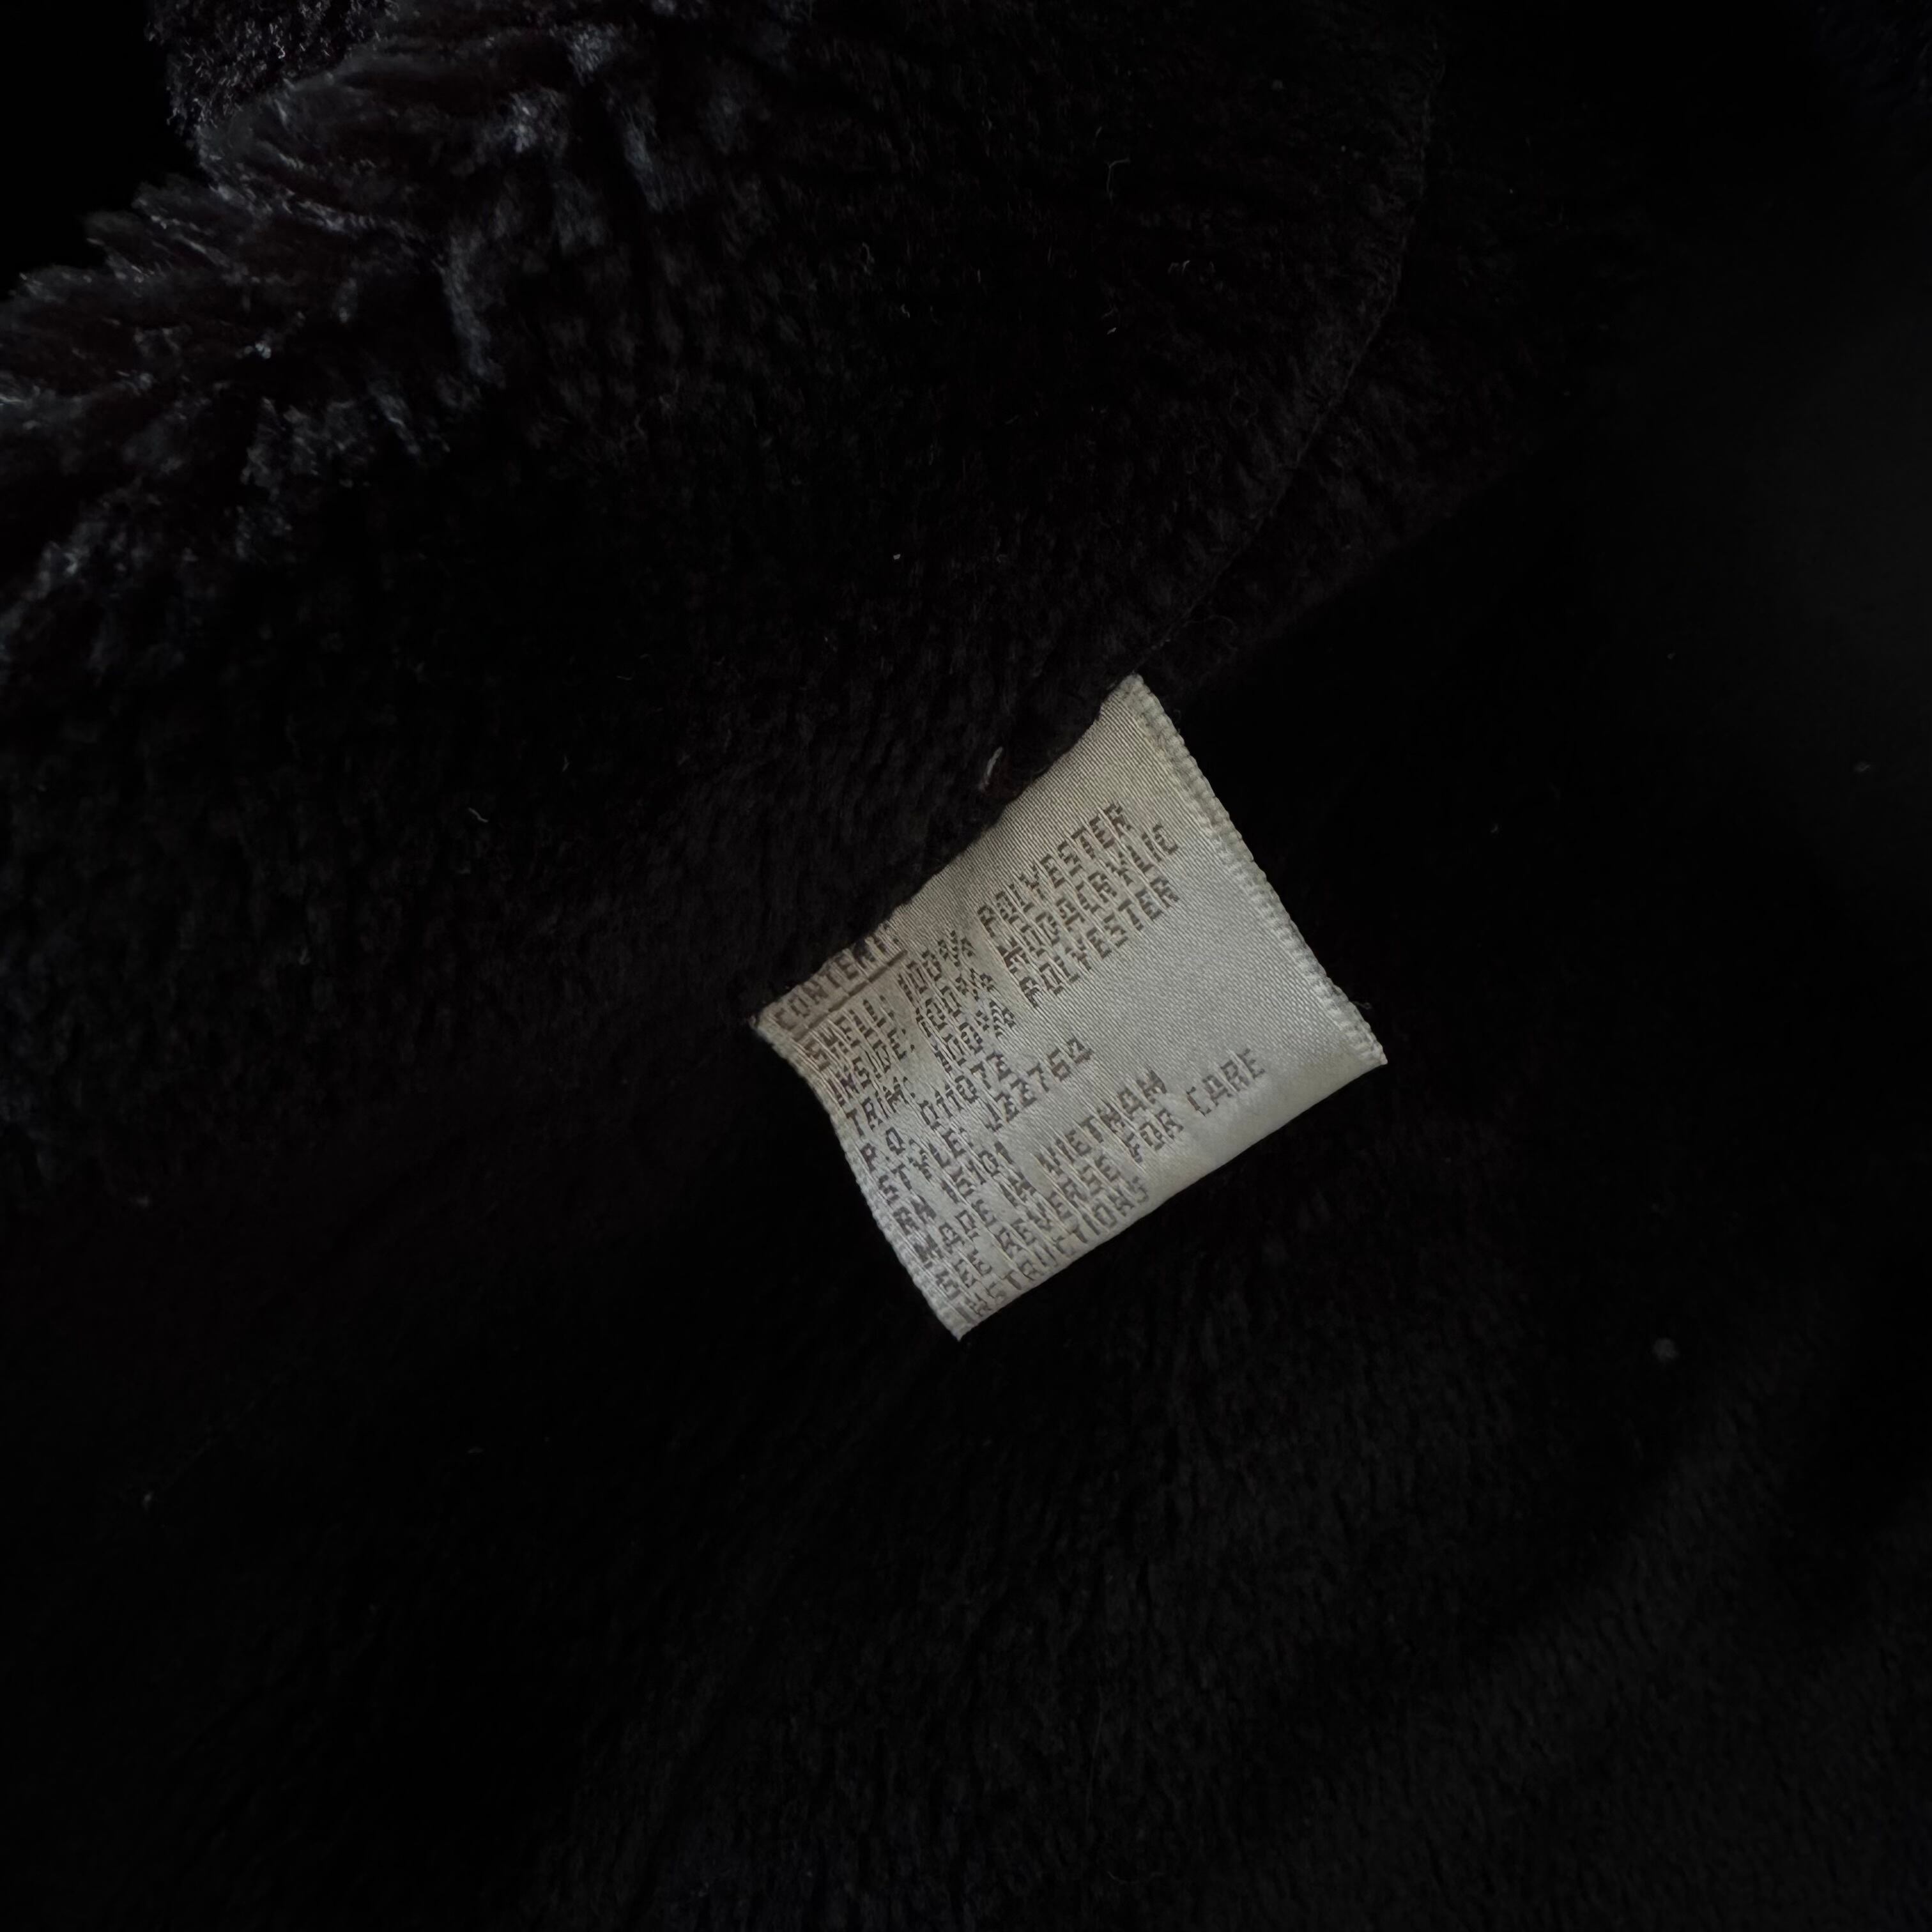 CONTENT:
SHELL: 100% POLYESTER
INSIDE: 100% MODACRYLIC
TRIM: 100% POLYESTER
P.O. 011072
STYLE: J22764
RN 15101
MADE IN VIETNAM
SEE REVERSE FOR CARE
INSTRUCTIONS